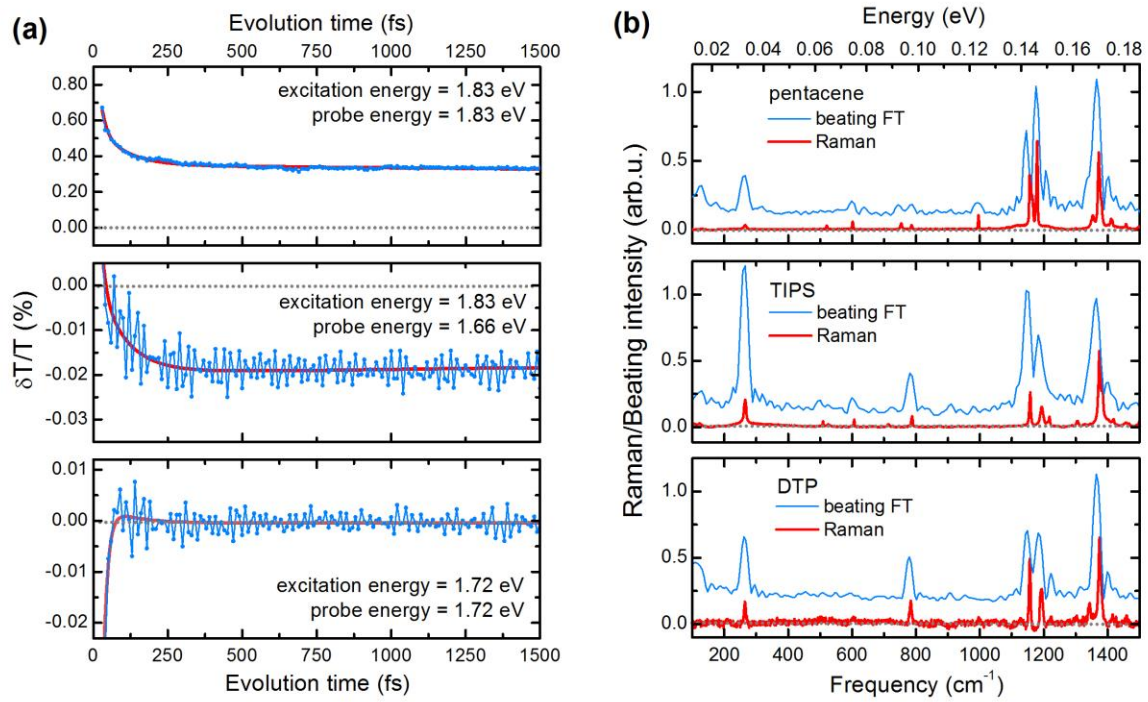 (a)
Evolution time (fs)
0 250 500 750 1000 1250 1500
δT/T (%)
0.80
0.60
0.40
0.20
0.00
excitation energy = 1.83 eV
probe energy = 1.83 eV
0.00
-0.01
-0.02
-0.03
excitation energy = 1.83 eV
probe energy = 1.66 eV
0.01
0.00
-0.01
-0.02
excitation energy = 1.72 eV
probe energy = 1.72 eV
0 250 500 750 1000 1250 1500
Evolution time (fs)
(b)
Energy (eV)
0.02 0.04 0.06 0.08 0.10 0.12 0.14 0.16 0.18
Raman/Beating intensity (arb.u.)
1.0
0.5
0.0
pentacene
beating FT
Raman
1.0
0.5
0.0
TIPS
beating FT
Raman
1.0
0.5
0.0
DTP
beating FT
Raman
200 400 600 800 1000 1200 1400
Frequency (cm⁻¹)